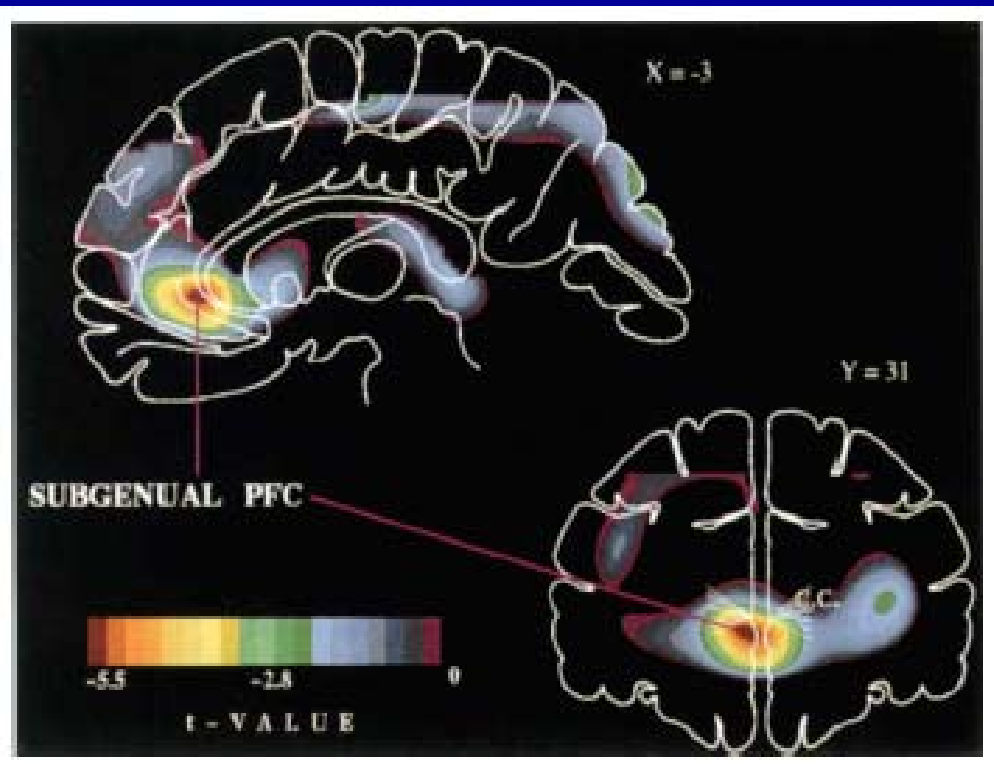 X = -3
Y = 31
SUBGENUAL PFC
c.c.
-5.5 -2.8 0
t - VALUE